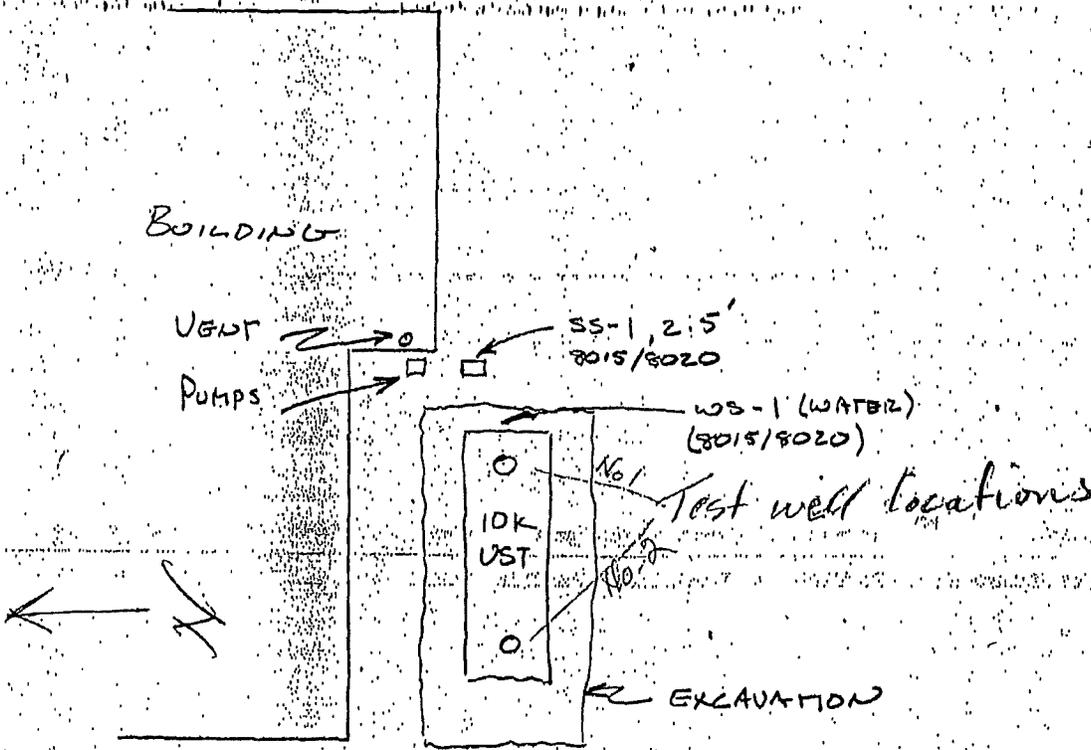 BUILDING
VENT
PUMPS
SS-1, 2.5'
8015/8020
WS-1 (WATER)
(8015/8020)
No 1
Test well locations
No-2
10K
UST
N
EXCAVATION